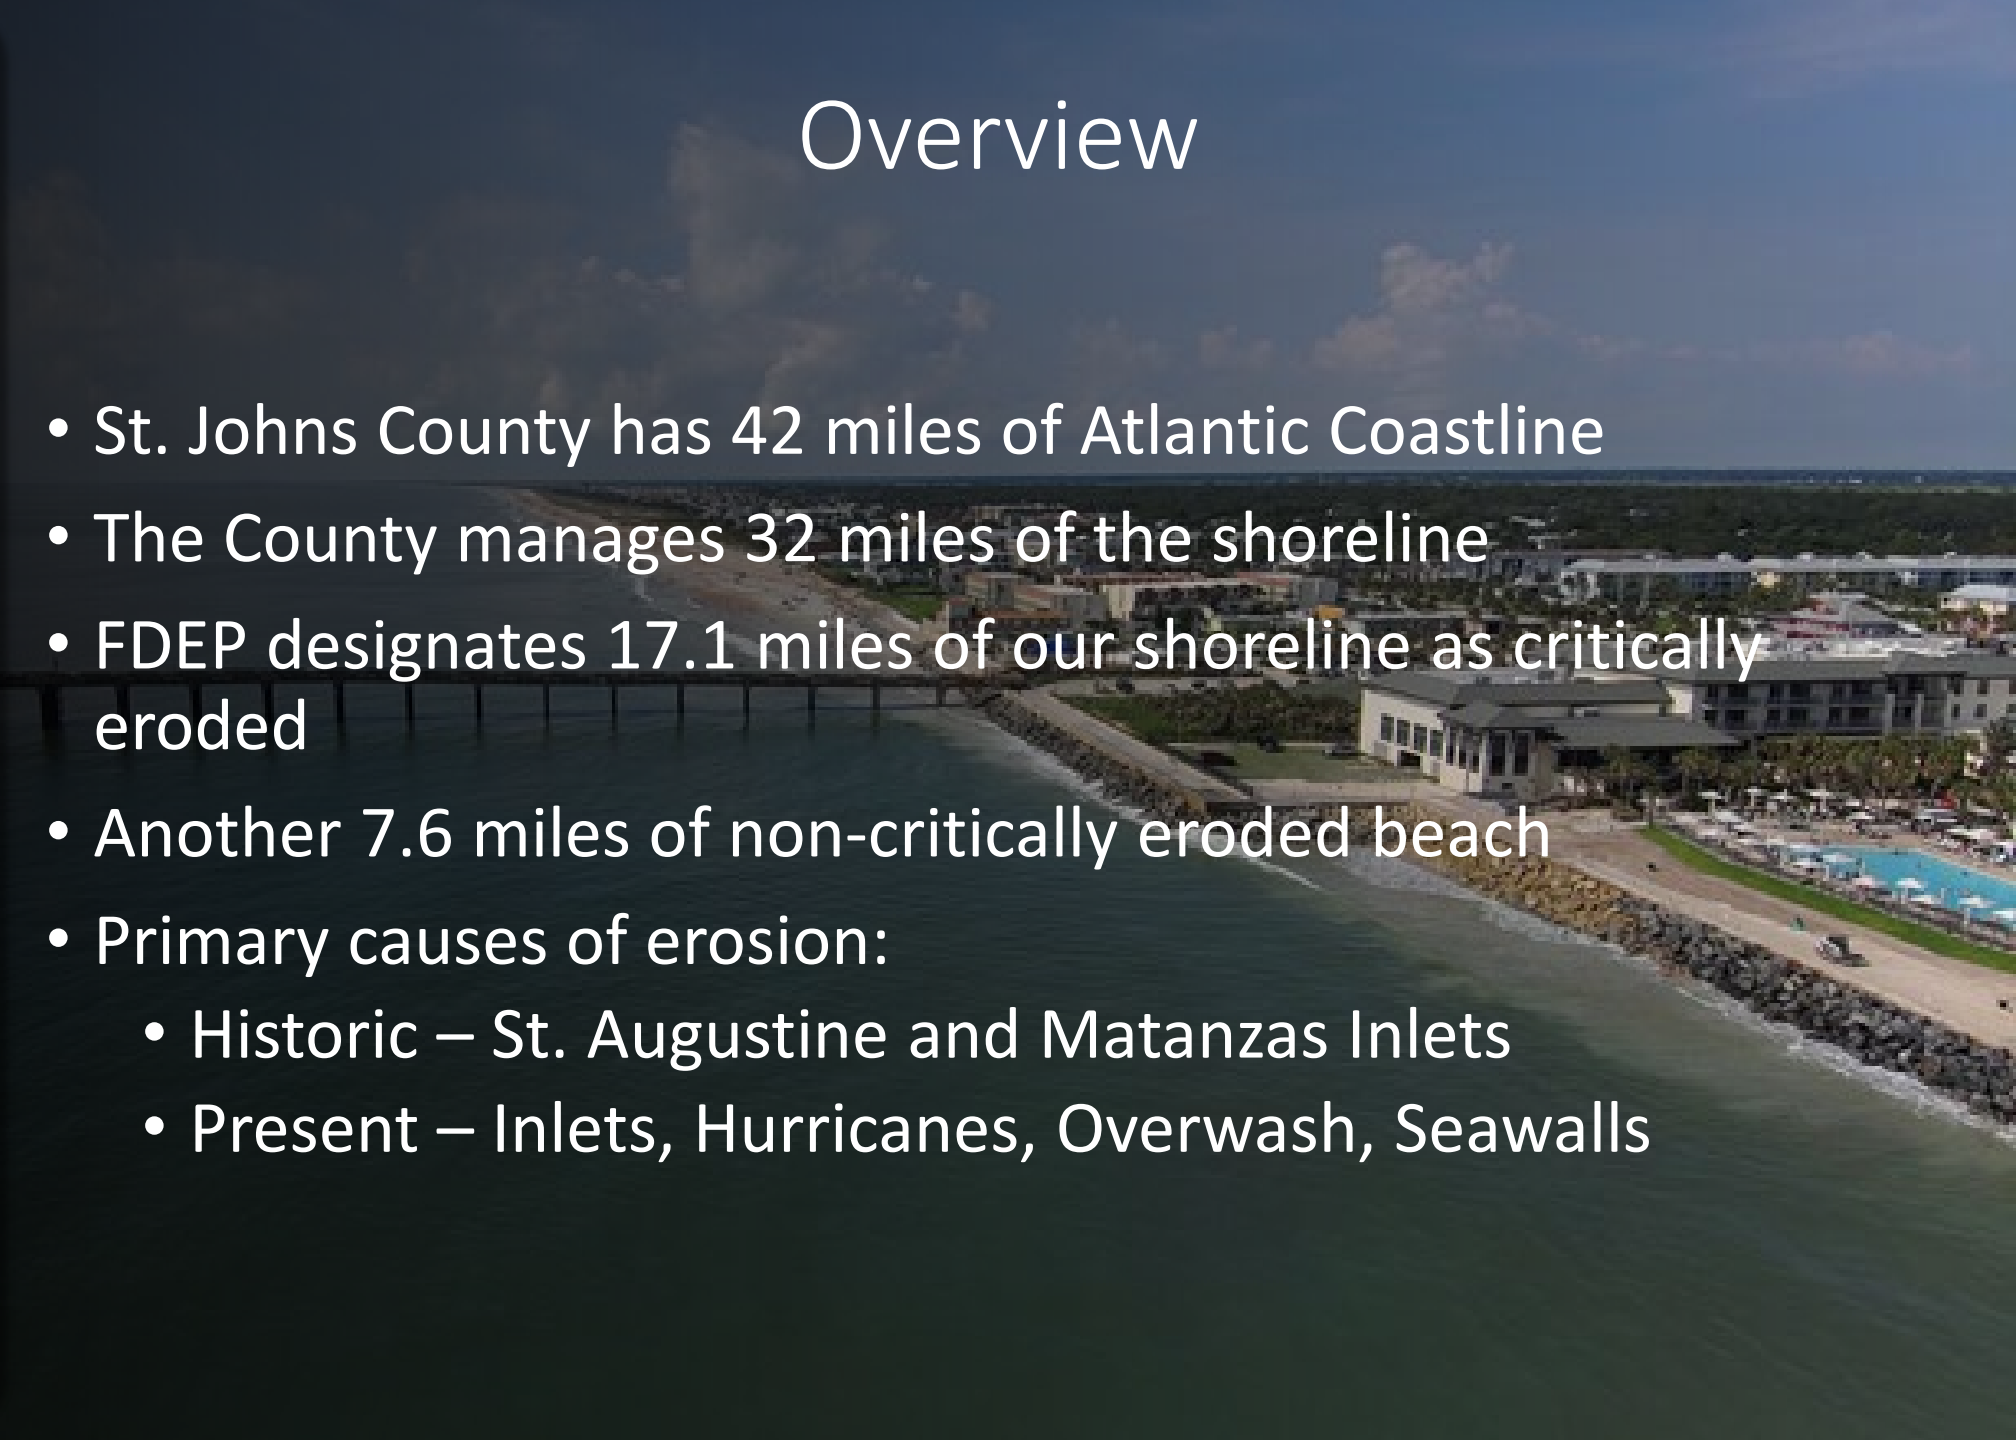 Overview
• St. Johns County has 42 miles of Atlantic Coastline
• The County manages 32 miles of the shoreline
• FDEP designates 17.1 miles of our shoreline as critically
eroded
• Another 7.6 miles of non-critically eroded beach
• Primary causes of erosion:
• Historic – St. Augustine and Matanzas Inlets
• Present – Inlets, Hurricanes, Overwash, Seawalls